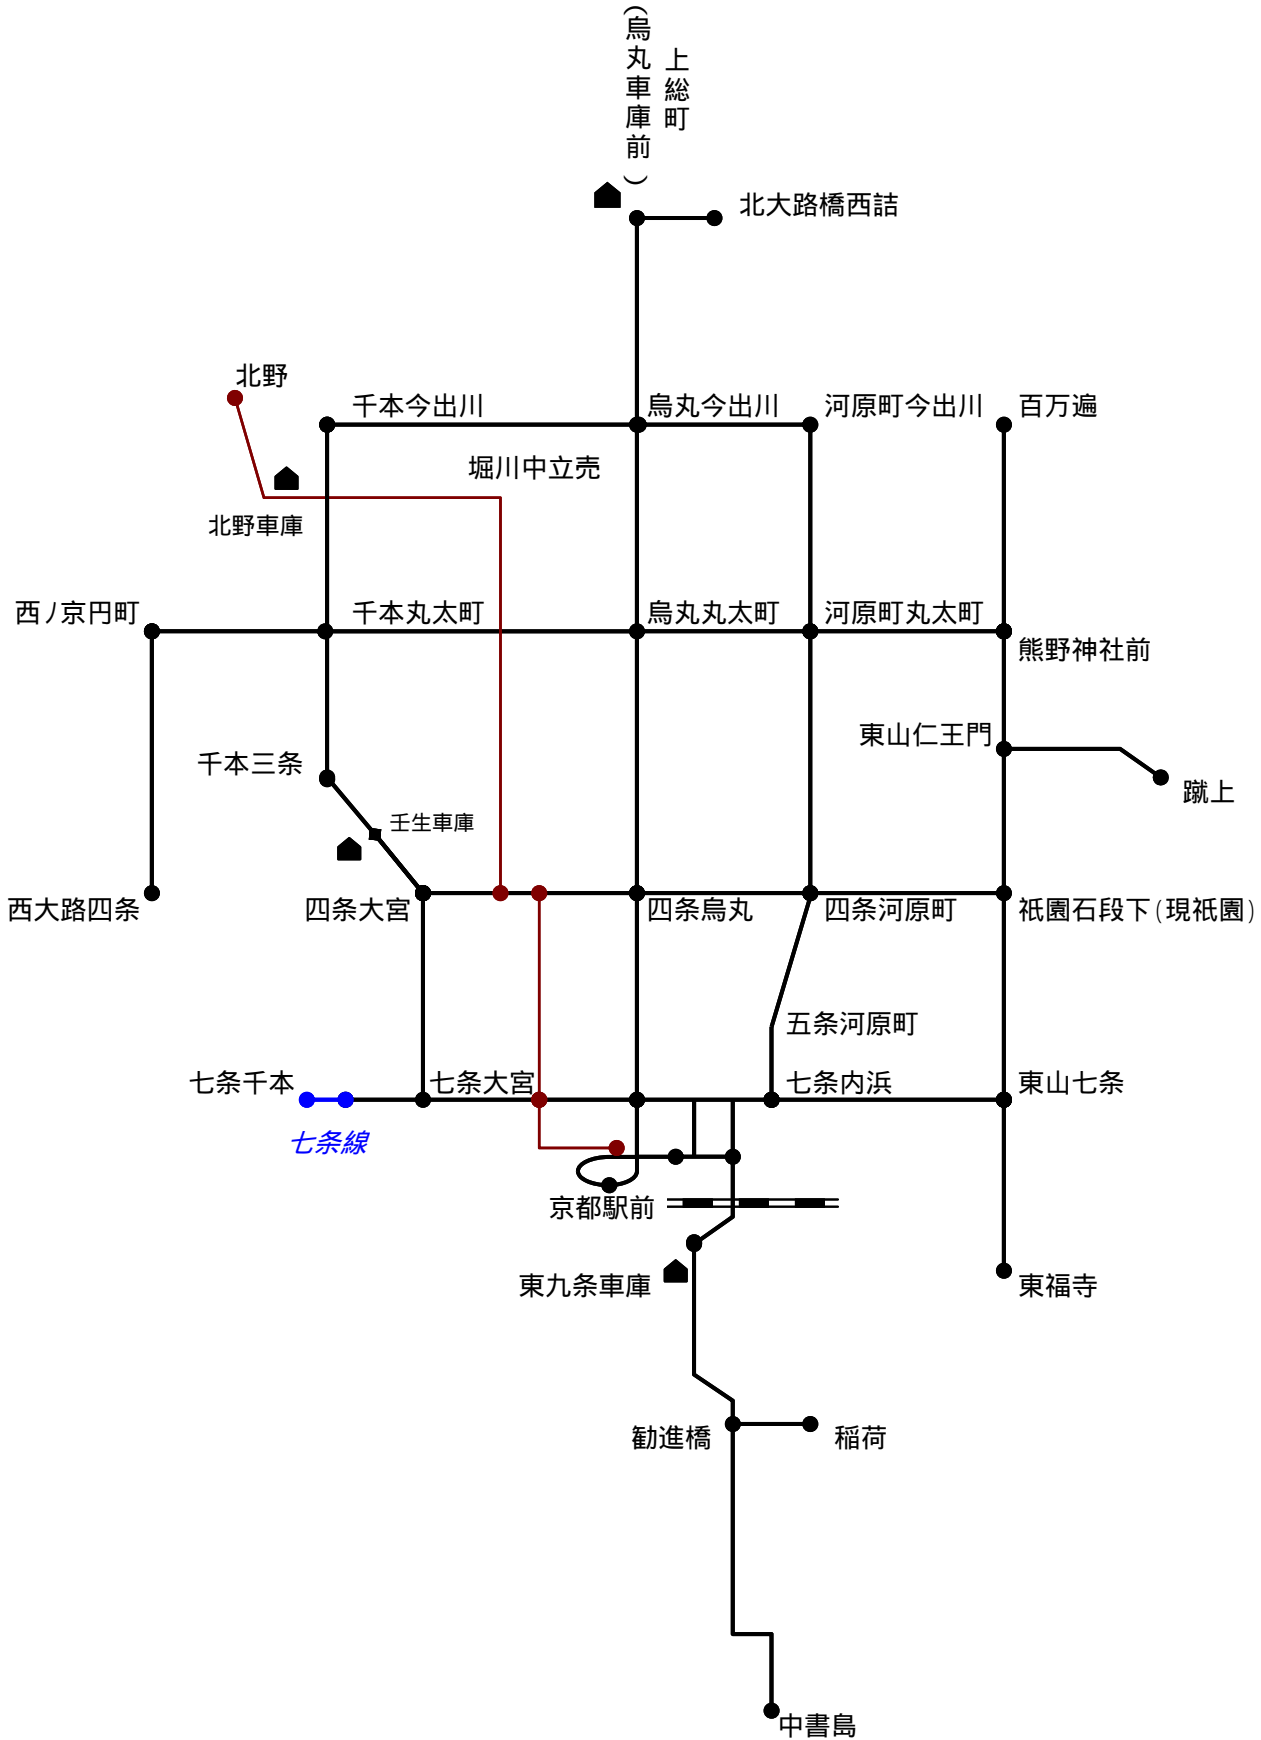 上総町
(烏丸車庫前)
北大路橋西詰
北野
千本今出川
烏丸今出川
河原町今出川
百万遍
堀川中立売
北野車庫
西ノ京円町
千本丸太町
烏丸丸太町
河原町丸太町
熊野神社前
東山仁王門
千本三条
蹴上
壬生車庫
西大路四条
四条大宮
四条烏丸
四条河原町
祇園石段下(現祇園)
五条河原町
七条千本
七条大宮
七条内浜
東山七条
七条線
京都駅前
東九条車庫
東福寺
勧進橋
稲荷
中書島